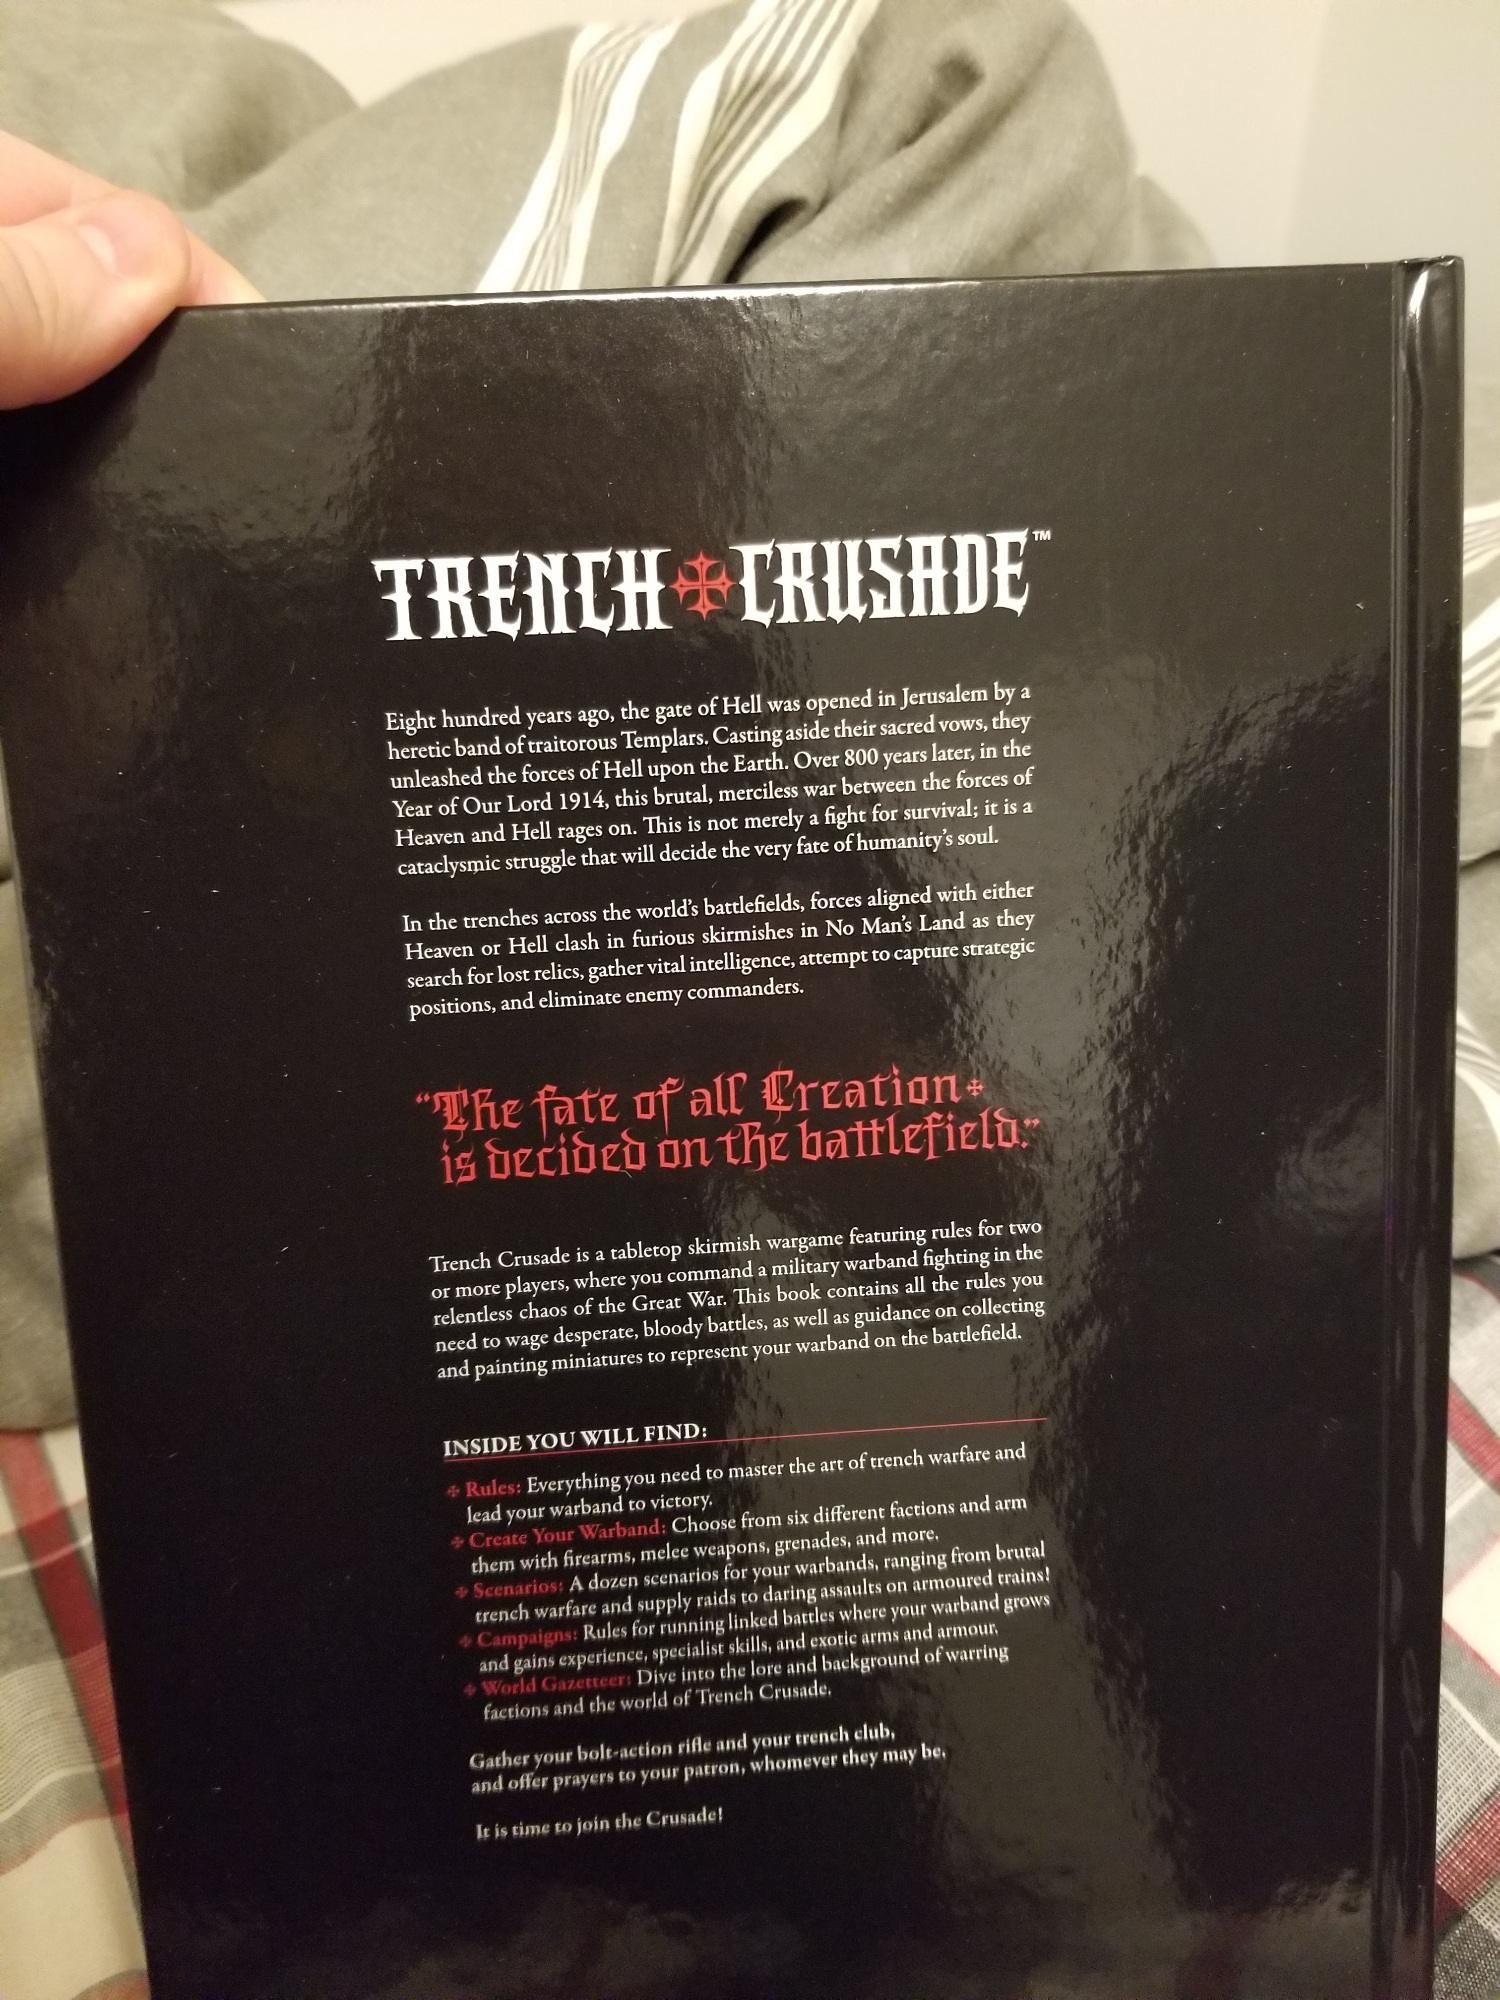 TRENCH CRUSADE™
Eight hundred years ago, the gate of Hell was opened in Jerusalem by a
heretic band of traitorous Templars. Casting aside their sacred vows, they
unleashed the forces of Hell upon the Earth. Over 800 years later, in the
Year of Our Lord 1914, this brutal, merciless war between the forces of
Heaven and Hell rages on. This is not merely a fight for survival; it is a
cataclysmic struggle that will decide the very fate of humanity's soul.
In the trenches across the world's battlefields, forces aligned with either
Heaven or Hell clash in furious skirmishes in No Man's Land as they
search for lost relics, gather vital intelligence, attempt to capture strategic
positions, and eliminate enemy commanders.
"The fate of all Creation
is decided on the battlefield."
Trench Crusade is a tabletop skirmish wargame featuring rules for two
or more players, where you command a military warband fighting in the
relentless chaos of the Great War. This book contains all the rules you
need to wage desperate, bloody battles, as well as guidance on collecting
and painting miniatures to represent your warband on the battlefield.
INSIDE YOU WILL FIND:
Rules: Everything you need to master the art of trench warfare and
lead your warband to victory.
Create Your Warband: Choose from six different factions and arm
them with firearms, melee weapons, grenades, and more.
Scenarios: A dozen scenarios for your warbands, ranging from brutal
trench warfare and supply raids to daring assaults on armoured trains!
Campaigns: Rules for running linked battles where your warband grows
and gains experience, specialist skills, and exotic arms and armour.
World Gazetteer: Dive into the lore and background of warring
factions and the world of Trench Crusade.
Gather your bolt-action rifle and your trench club,
and offer prayers to your patron, whomever they may be.
It is time to join the Crusade!